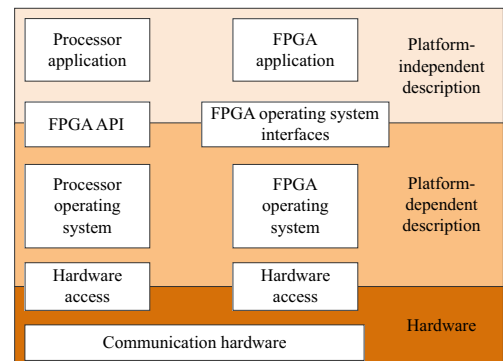 Processor
application
FPGA
application
Platform-
independent
description
FPGA API
FPGA operating system
interfaces
Processor
operating
system
FPGA
operating
system
Platform-
dependent
description
Hardware
access
Hardware
access
Hardware
Communication hardware